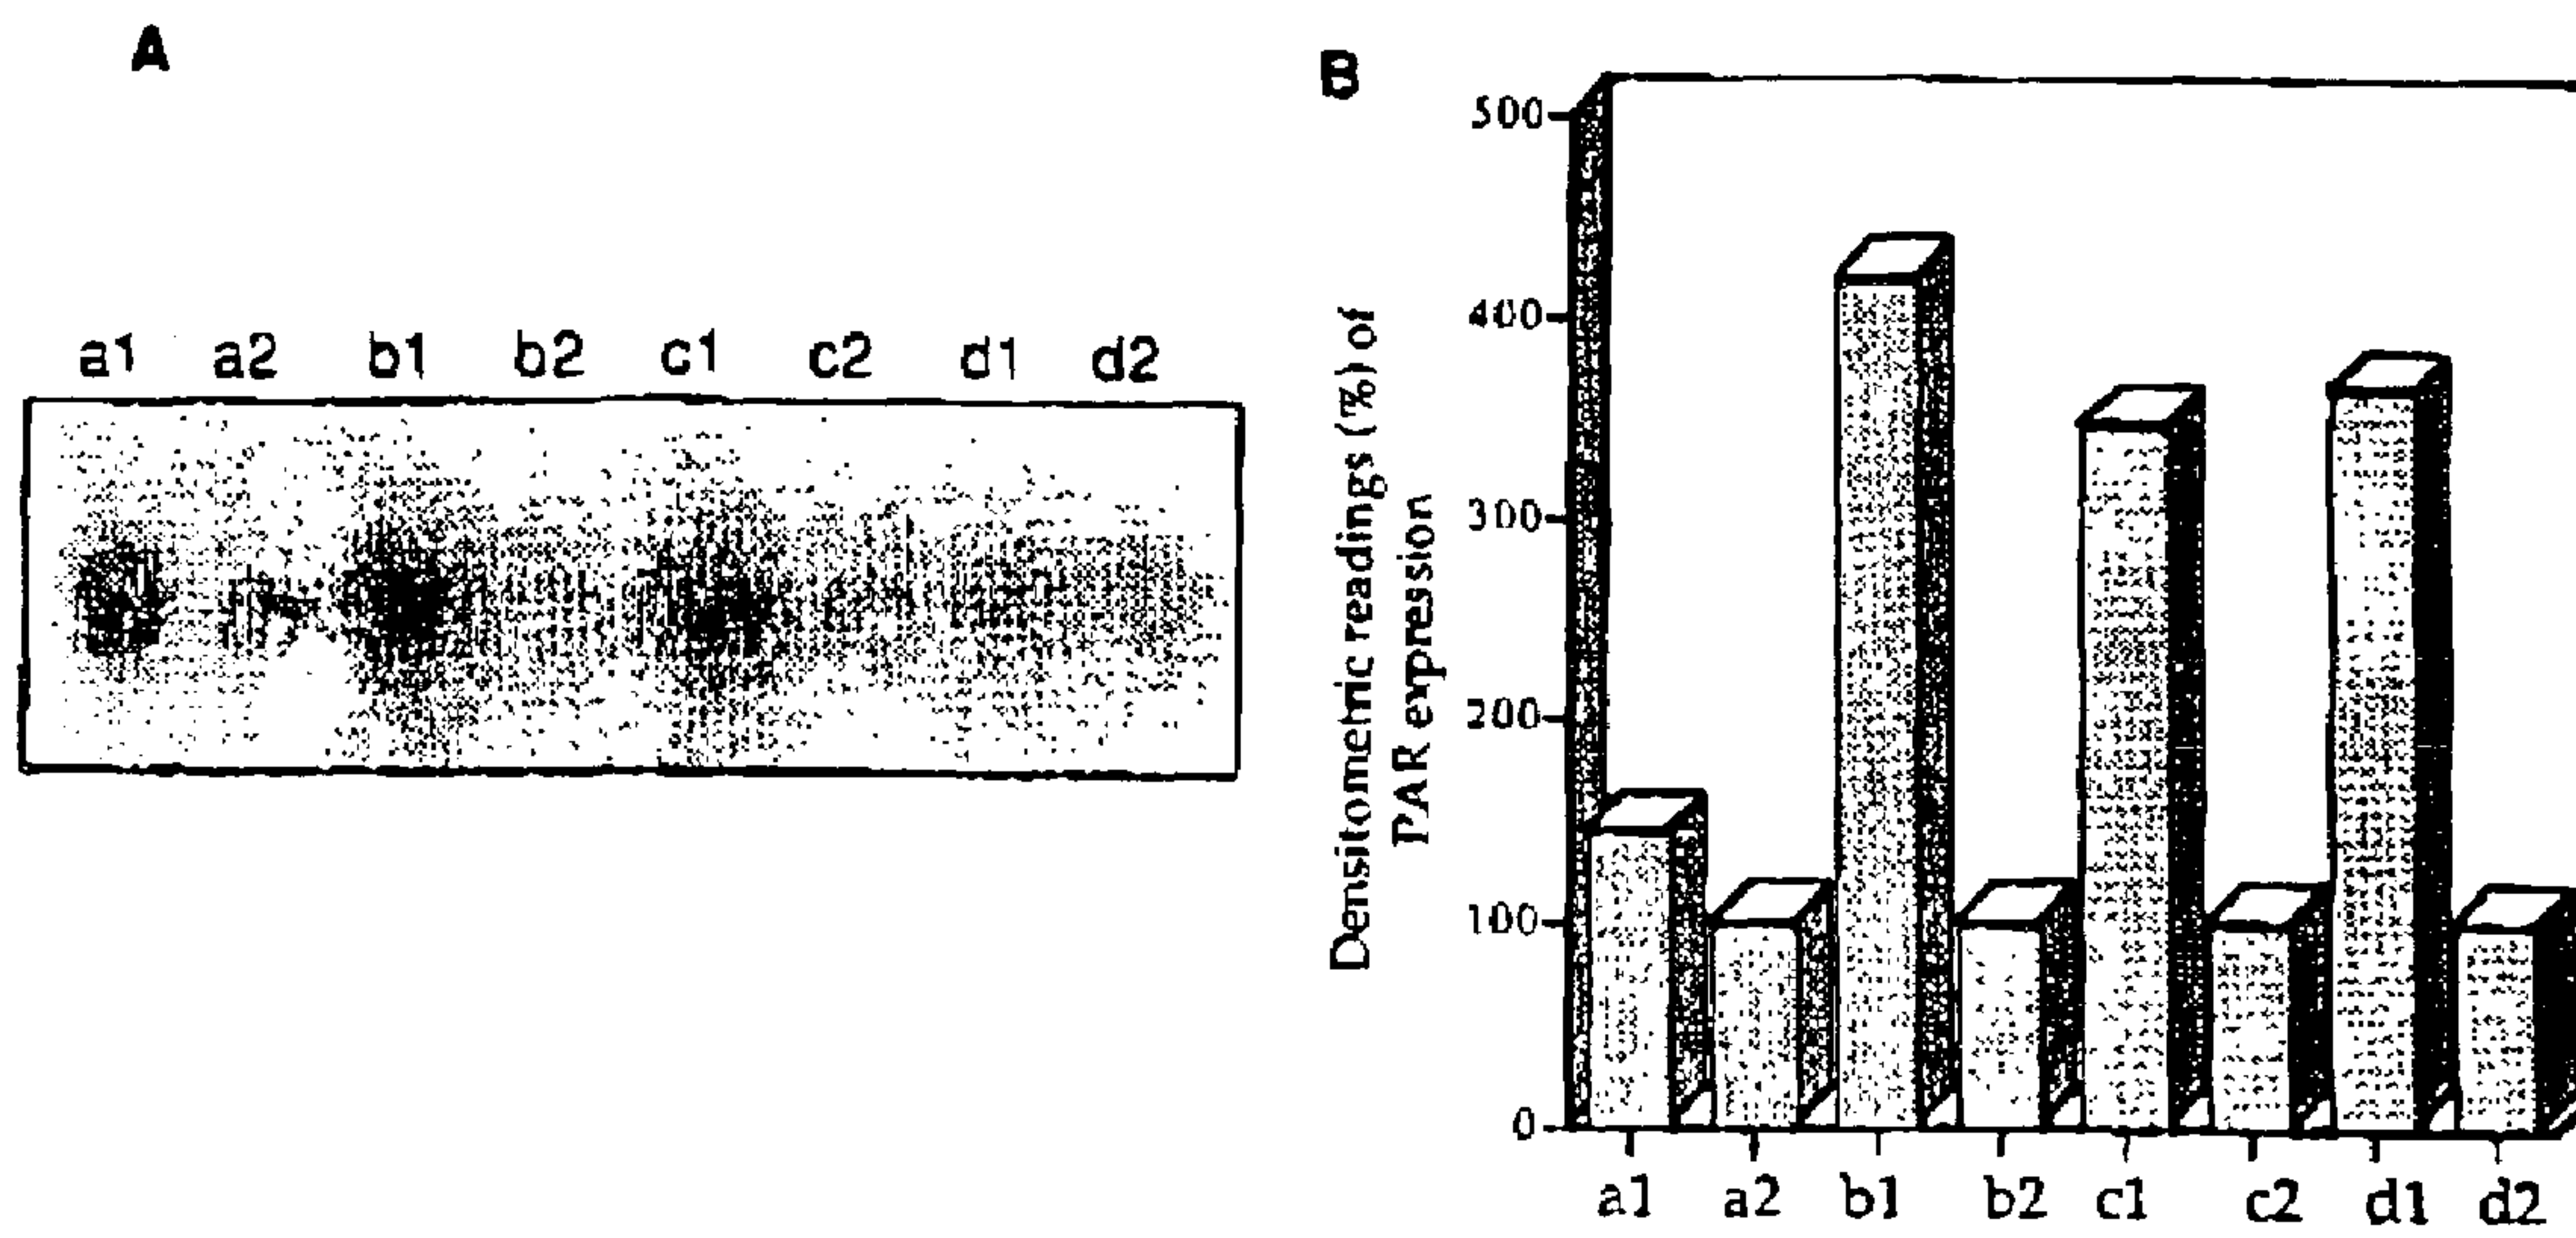 A
a1 a2 b1 b2 c1 c2 d1 d2
B
Densitometric readings (%) of
PAR expression
500
400
300
200
100
0
a1 a2 b1 b2 c1 c2 d1 d2